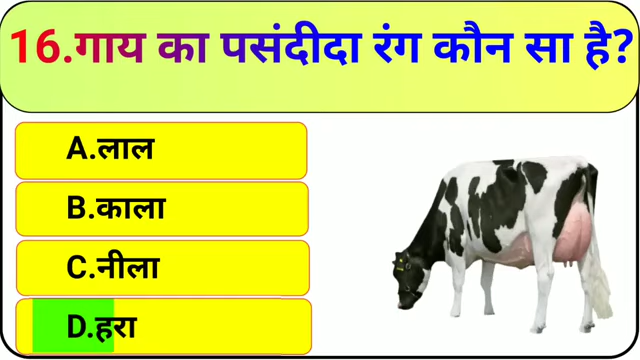 16.गाय का पसंदीदा रंग कौन सा है?
A.लाल
B.काला
C.नीला
D.हरा